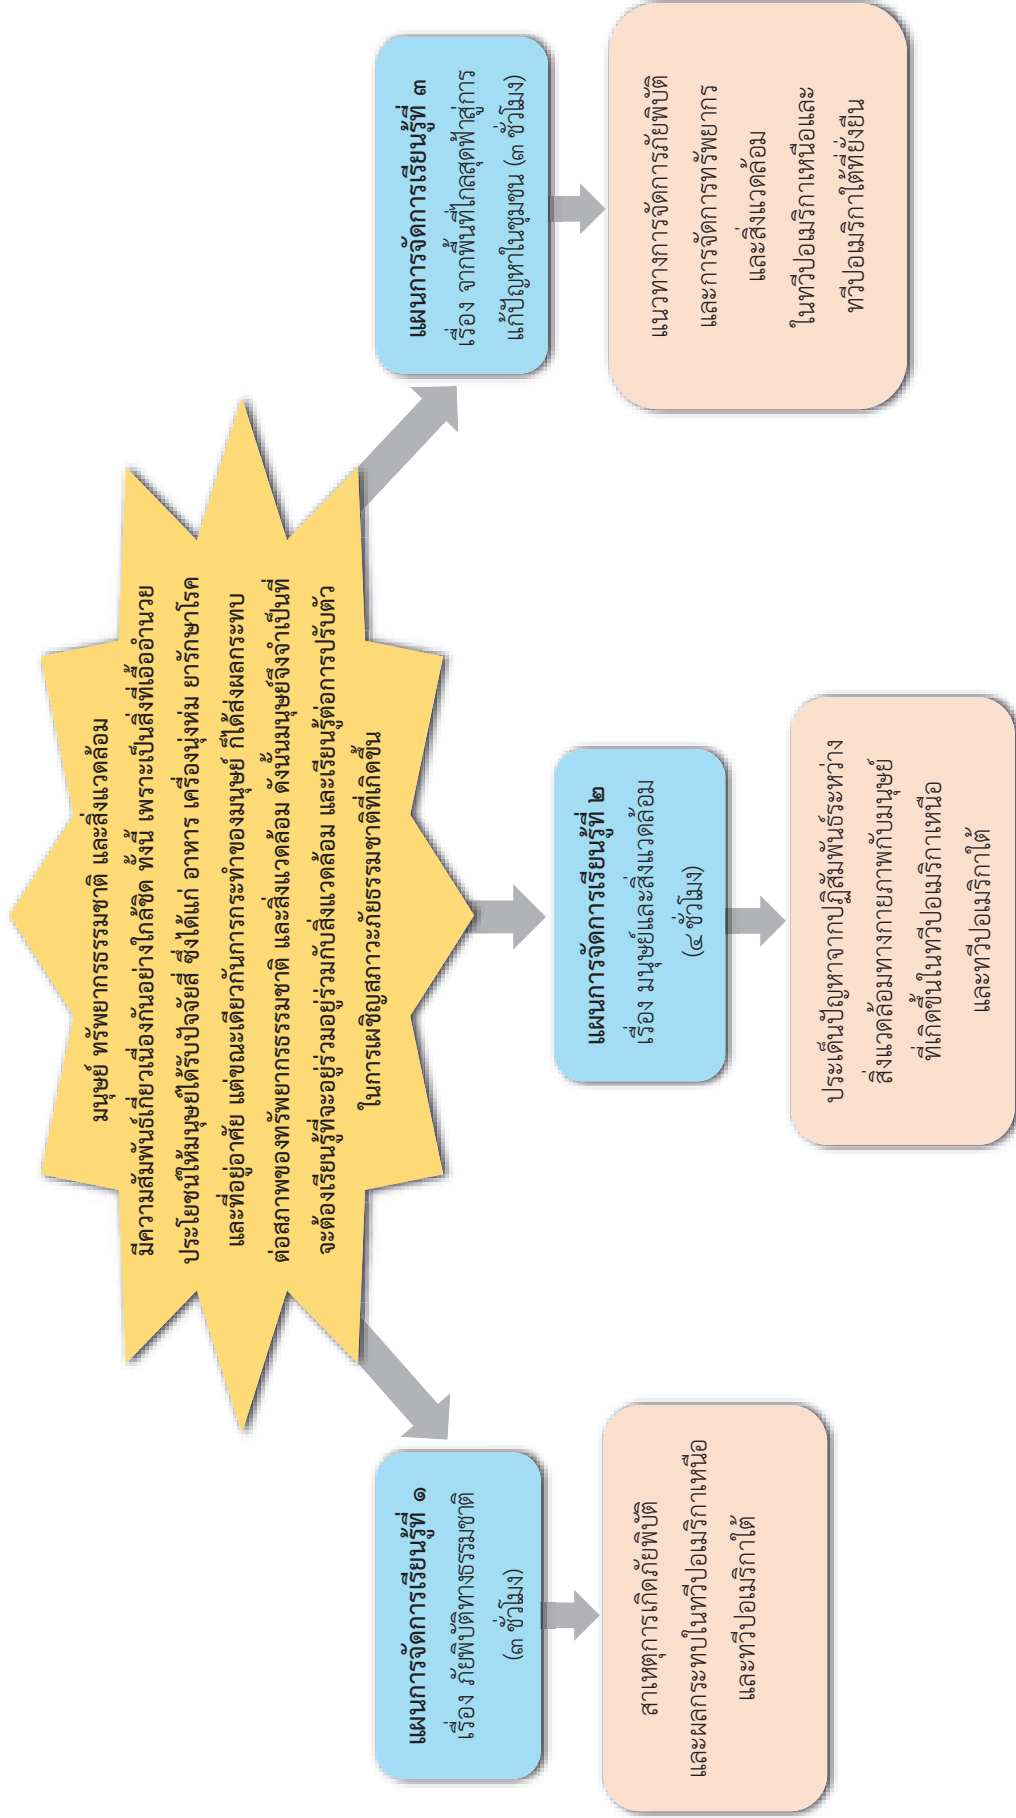 มนุษย์ ทรัพยากรธรรมชาติ และสิ่งแวดล้อม
มีความสัมพันธ์เกี่ยวเนื่องกันอย่างใกล้ชิด ทั้งนี้ เพราะเป็นสิ่งที่เอื้ออำนวย
ประโยชน์ให้มนุษย์ได้รับปัจจัยสี่ ซึ่งได้แก่ อาหาร เครื่องนุ่งห่ม ยารักษาโรค
และที่อยู่อาศัย แต่ขณะเดียวกันการกระทำของมนุษย์ ก็ได้ส่งผลกระทบ
ต่อสภาพของทรัพยากรธรรมชาติ และสิ่งแวดล้อม ดังนั้นมนุษย์จึงจำเป็นที่
จะต้องเรียนรู้ที่จะอยู่ร่วมอยู่ร่วมกับสิ่งแวดล้อม และเรียนรู้ต่อการปรับตัว
ในการเผชิญสภาวะภัยธรรมชาติที่เกิดขึ้น
แผนการจัดการเรียนรู้ที่ ๑
เรื่อง ภัยพิบัติทางธรรมชาติ
(๓ ชั่วโมง)
สาเหตุการเกิดภัยพิบัติ
และผลกระทบในทวีปอเมริกาเหนือ
และทวีปอเมริกาใต้
แผนการจัดการเรียนรู้ที่ ๒
เรื่อง มนุษย์และสิ่งแวดล้อม
(๔ ชั่วโมง)
ประเด็นปัญหาจากปฏิสัมพันธ์ระหว่าง
สิ่งแวดล้อมทางกายภาพกับมนุษย์
ที่เกิดขึ้นในทวีปอเมริกาเหนือ
และทวีปอเมริกาใต้
แผนการจัดการเรียนรู้ที่ ๓
เรื่อง จากพื้นที่ไกลสุดฟ้าสู่การ
แก้ปัญหาในชุมชน (๓ ชั่วโมง)
แนวทางการจัดการภัยพิบัติ
และการจัดการทรัพยากร
และสิ่งแวดล้อม
ในทวีปอเมริกาเหนือและ
ทวีปอเมริกาใต้ที่ยั่งยืน